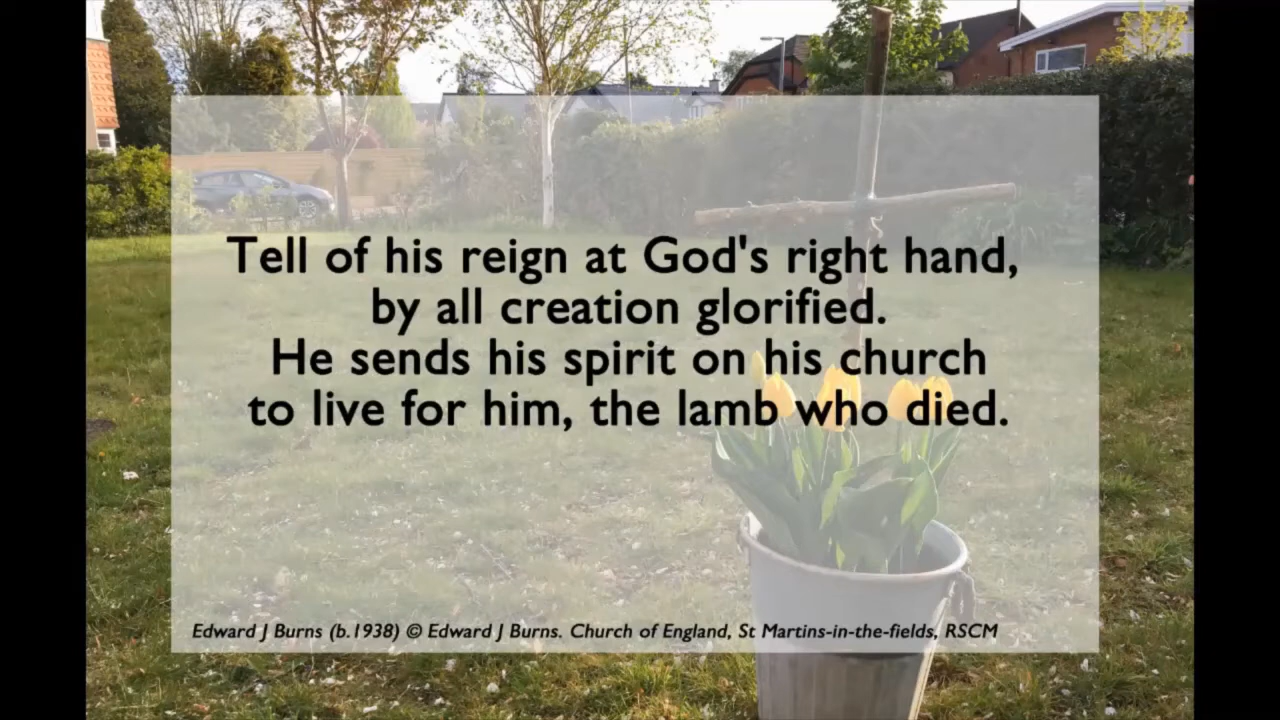 Tell of his reign at God's right hand,
by all creation glorified.
He sends his spirit on his church
to live for him, the lamb who died.
Edward J Burns (b.1938) © Edward J Burns. Church of England, St Martins-in-the-fields, RSCM